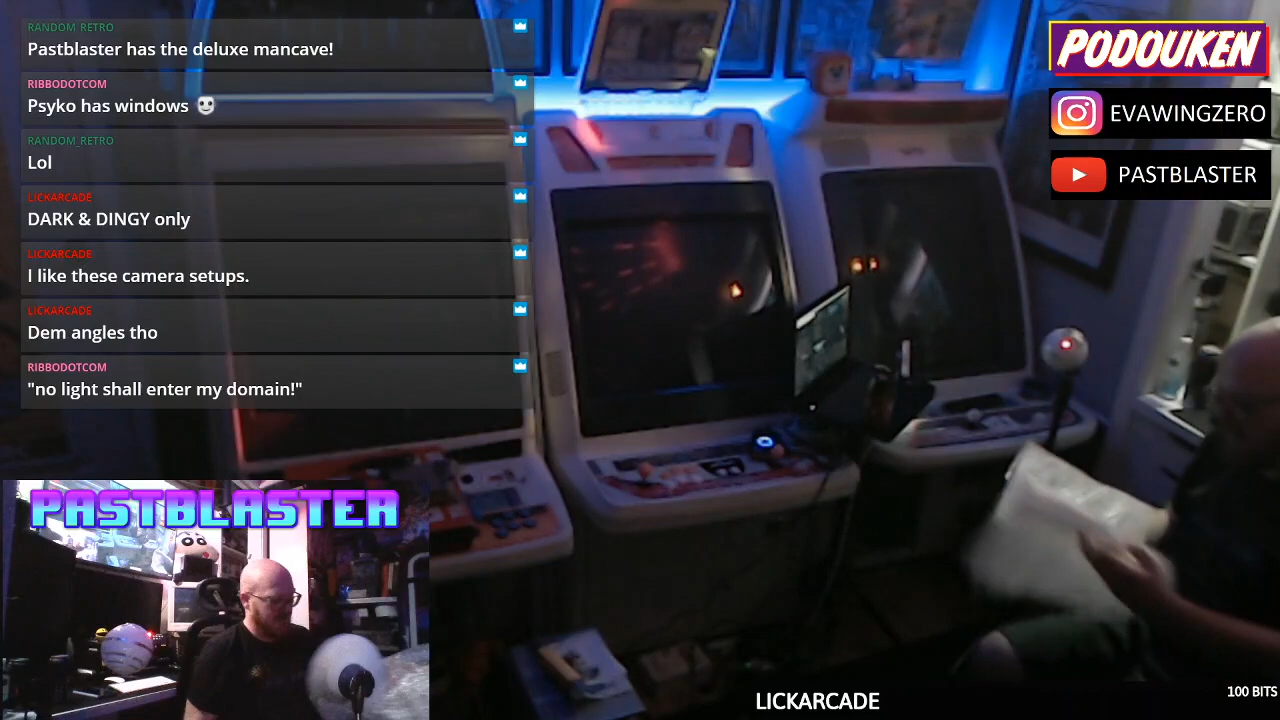 RANDOM_RETRO
Pastblaster has the deluxe mancave!
RIBBODOTCOM
Psyko has windows
RANDOM_RETRO
Lol
LICKARCADE
DARK & DINGY only
LICKARCADE
I like these camera setups.
LICKARCADE
Dem angles tho
RIBBODOTCOM
"no light shall enter my domain!"
PODOUKEN
EVAWINGZERO
PASTBLASTER
PASTBLASTER
LICKARCADE
100 BITS